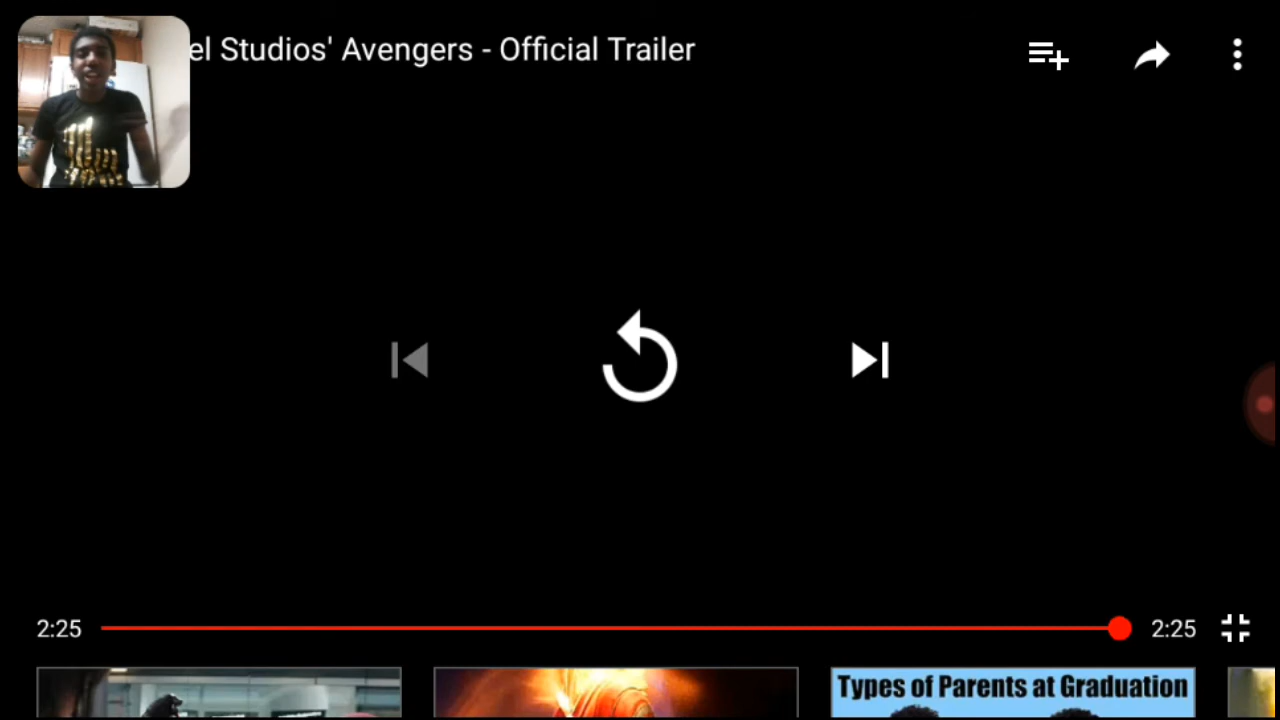 el Studios' Avengers - Official Trailer
2:25
2:25
Types of Parents at Graduation